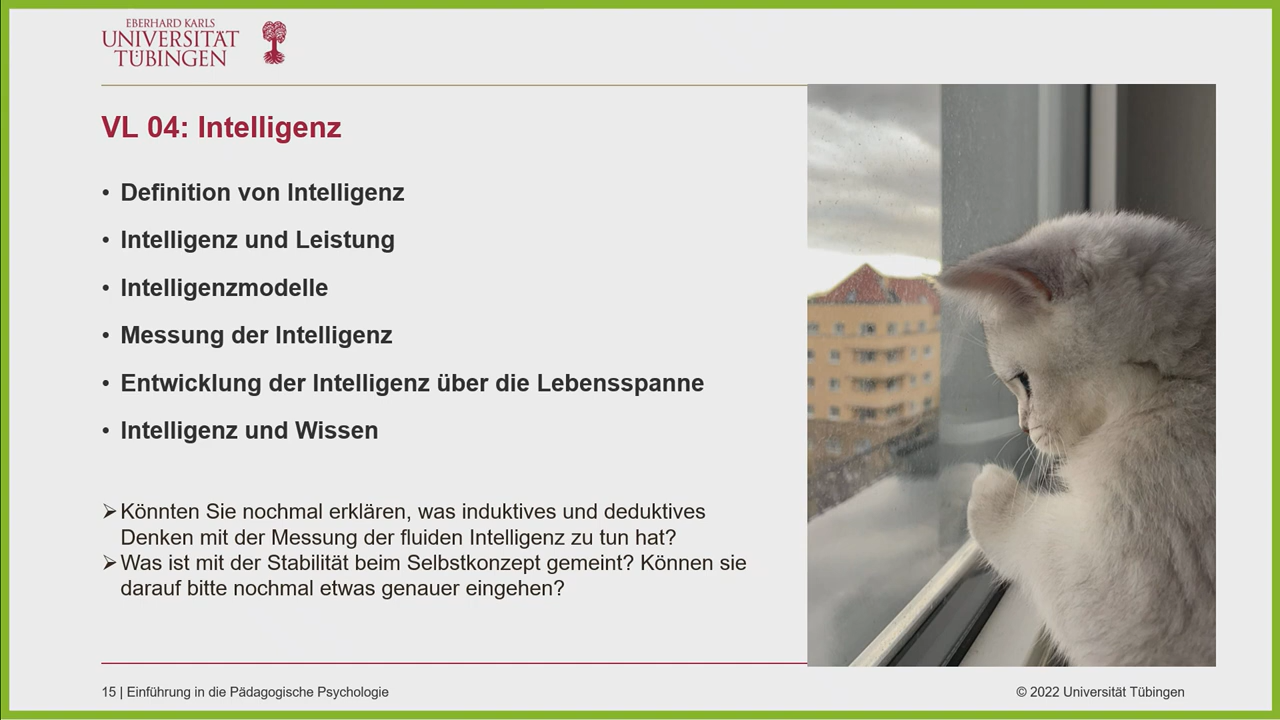 EBERHARD KARLS
UNIVERSITÄT
TÜBINGEN
VL 04: Intelligenz
• Definition von Intelligenz
• Intelligenz und Leistung
• Intelligenzmodelle
• Messung der Intelligenz
• Entwicklung der Intelligenz über die Lebensspanne
• Intelligenz und Wissen
➢ Könnten Sie nochmal erklären, was induktives und deduktives
Denken mit der Messung der fluiden Intelligenz zu tun hat?
➢ Was ist mit der Stabilität beim Selbstkonzept gemeint? Können sie
darauf bitte nochmal etwas genauer eingehen?
15 | Einführung in die Pädagogische Psychologie
© 2022 Universität Tübingen